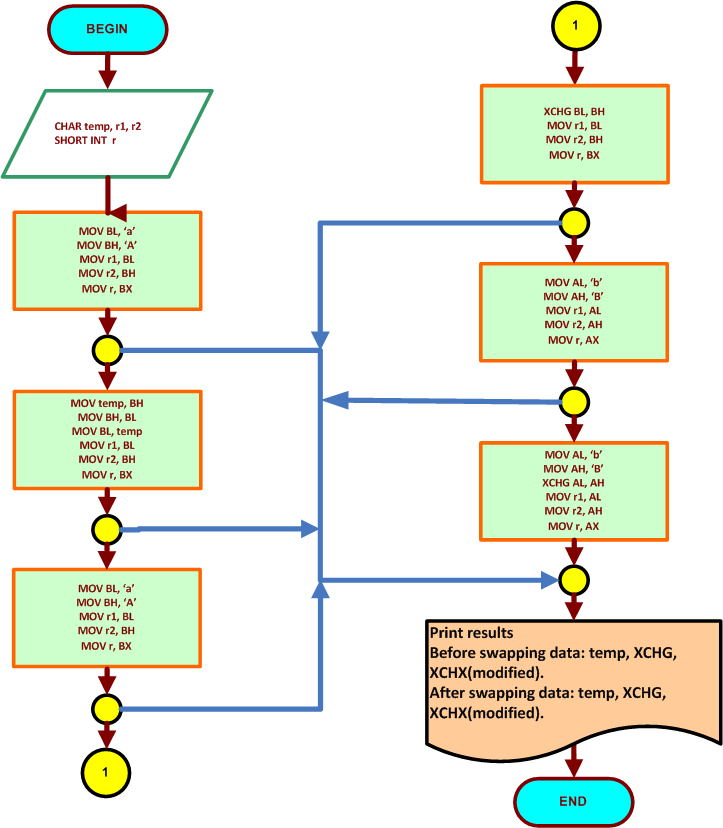 BEGIN
CHAR temp, r1, r2
SHORT INT r
MOV BL, ‘a’
MOV BH, ‘A’
MOV r1, BL
MOV r2, BH
MOV r, BX
MOV temp, BH
MOV BH, BL
MOV BL, temp
MOV r1, BL
MOV r2, BH
MOV r, BX
MOV BL, ‘a’
MOV BH, ‘A’
MOV r1, BL
MOV r2, BH
MOV r, BX
1
1
XCHG BL, BH
MOV r1, BL
MOV r2, BH
MOV r, BX
MOV AL, ‘b’
MOV AH, ‘B’
MOV r1, AL
MOV r2, AH
MOV r, AX
MOV AL, ‘b’
MOV AH, ‘B’
XCHG AL, AH
MOV r1, AL
MOV r2, AH
MOV r, AX
Print results
Before swapping data: temp, XCHG,
XCHX(modified).
After swapping data: temp, XCHG,
XCHX(modified).
END